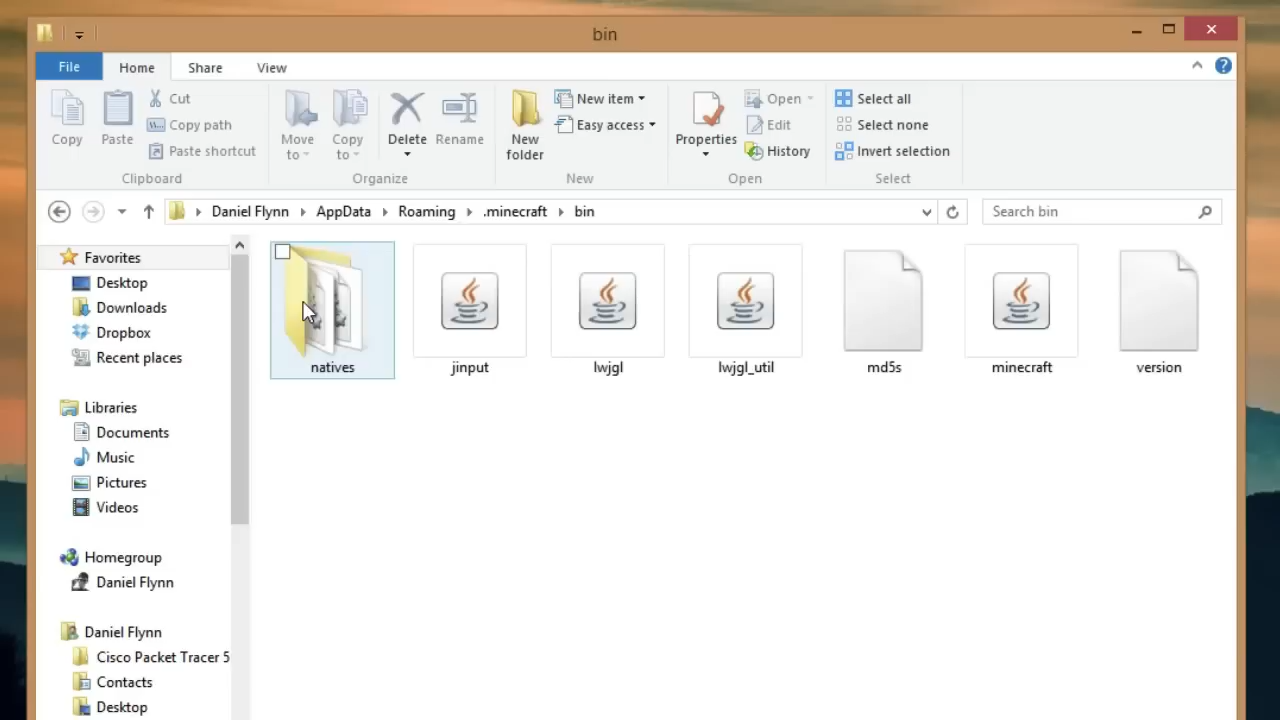 bin
File Home Share View
Copy
Paste
Cut
Copy path
Paste shortcut
Clipboard
Move to
Copy to
Delete
Rename
Organize
New folder
New item
Easy access
New
Properties
Open
Edit
History
Open
Select all
Select none
Invert selection
Select
Daniel Flynn AppData Roaming .minecraft bin
Search bin
Favorites
Desktop
Downloads
Dropbox
Recent places
Libraries
Documents
Music
Pictures
Videos
Homegroup
Daniel Flynn
Daniel Flynn
Cisco Packet Tracer 5
Contacts
Desktop
natives
jinput
lwjgl
lwjgl_util
md5s
minecraft
version